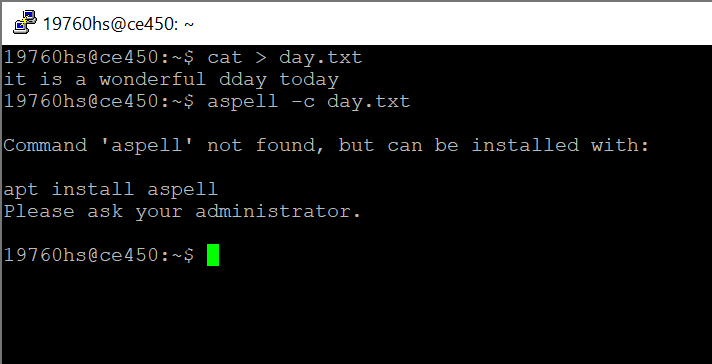 19760hs@ce450: ~
19760hs@ce450:~$ cat > day.txt
it is a wonderful dday today
19760hs@ce450:~$ aspell -c day.txt
Command 'aspell' not found, but can be installed with:
apt install aspell
Please ask your administrator.
19760hs@ce450:~$